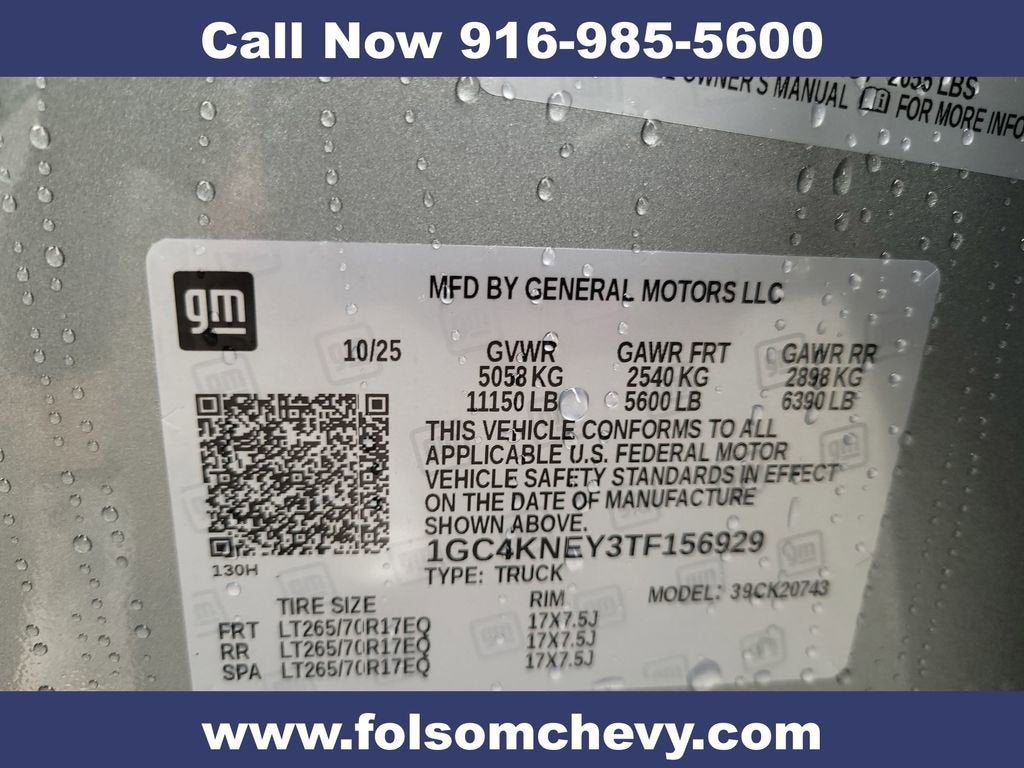 Call Now 916-985-5600
2655 LBS
OWNER'S MANUAL FOR MORE INFO
gm
MFD BY GENERAL MOTORS LLC
10/25 GVWR GAWR FRT GAWR RR
5058 KG 2540 KG 2898 KG
11150 LB 5600 LB 6390 LB
THIS VEHICLE CONFORMS TO ALL
APPLICABLE U.S. FEDERAL MOTOR
VEHICLE SAFETY STANDARDS IN EFFECT
ON THE DATE OF MANUFACTURE
SHOWN ABOVE.
1GC4KNEY3TF156929
130H
TYPE: TRUCK MODEL: 39CK20743
TIRE SIZE RIM
FRT LT265/70R17EQ 17X7.5J
RR LT265/70R17EQ 17X7.5J
SPA LT265/70R17EQ 17X7.5J
www.folsomchevy.com